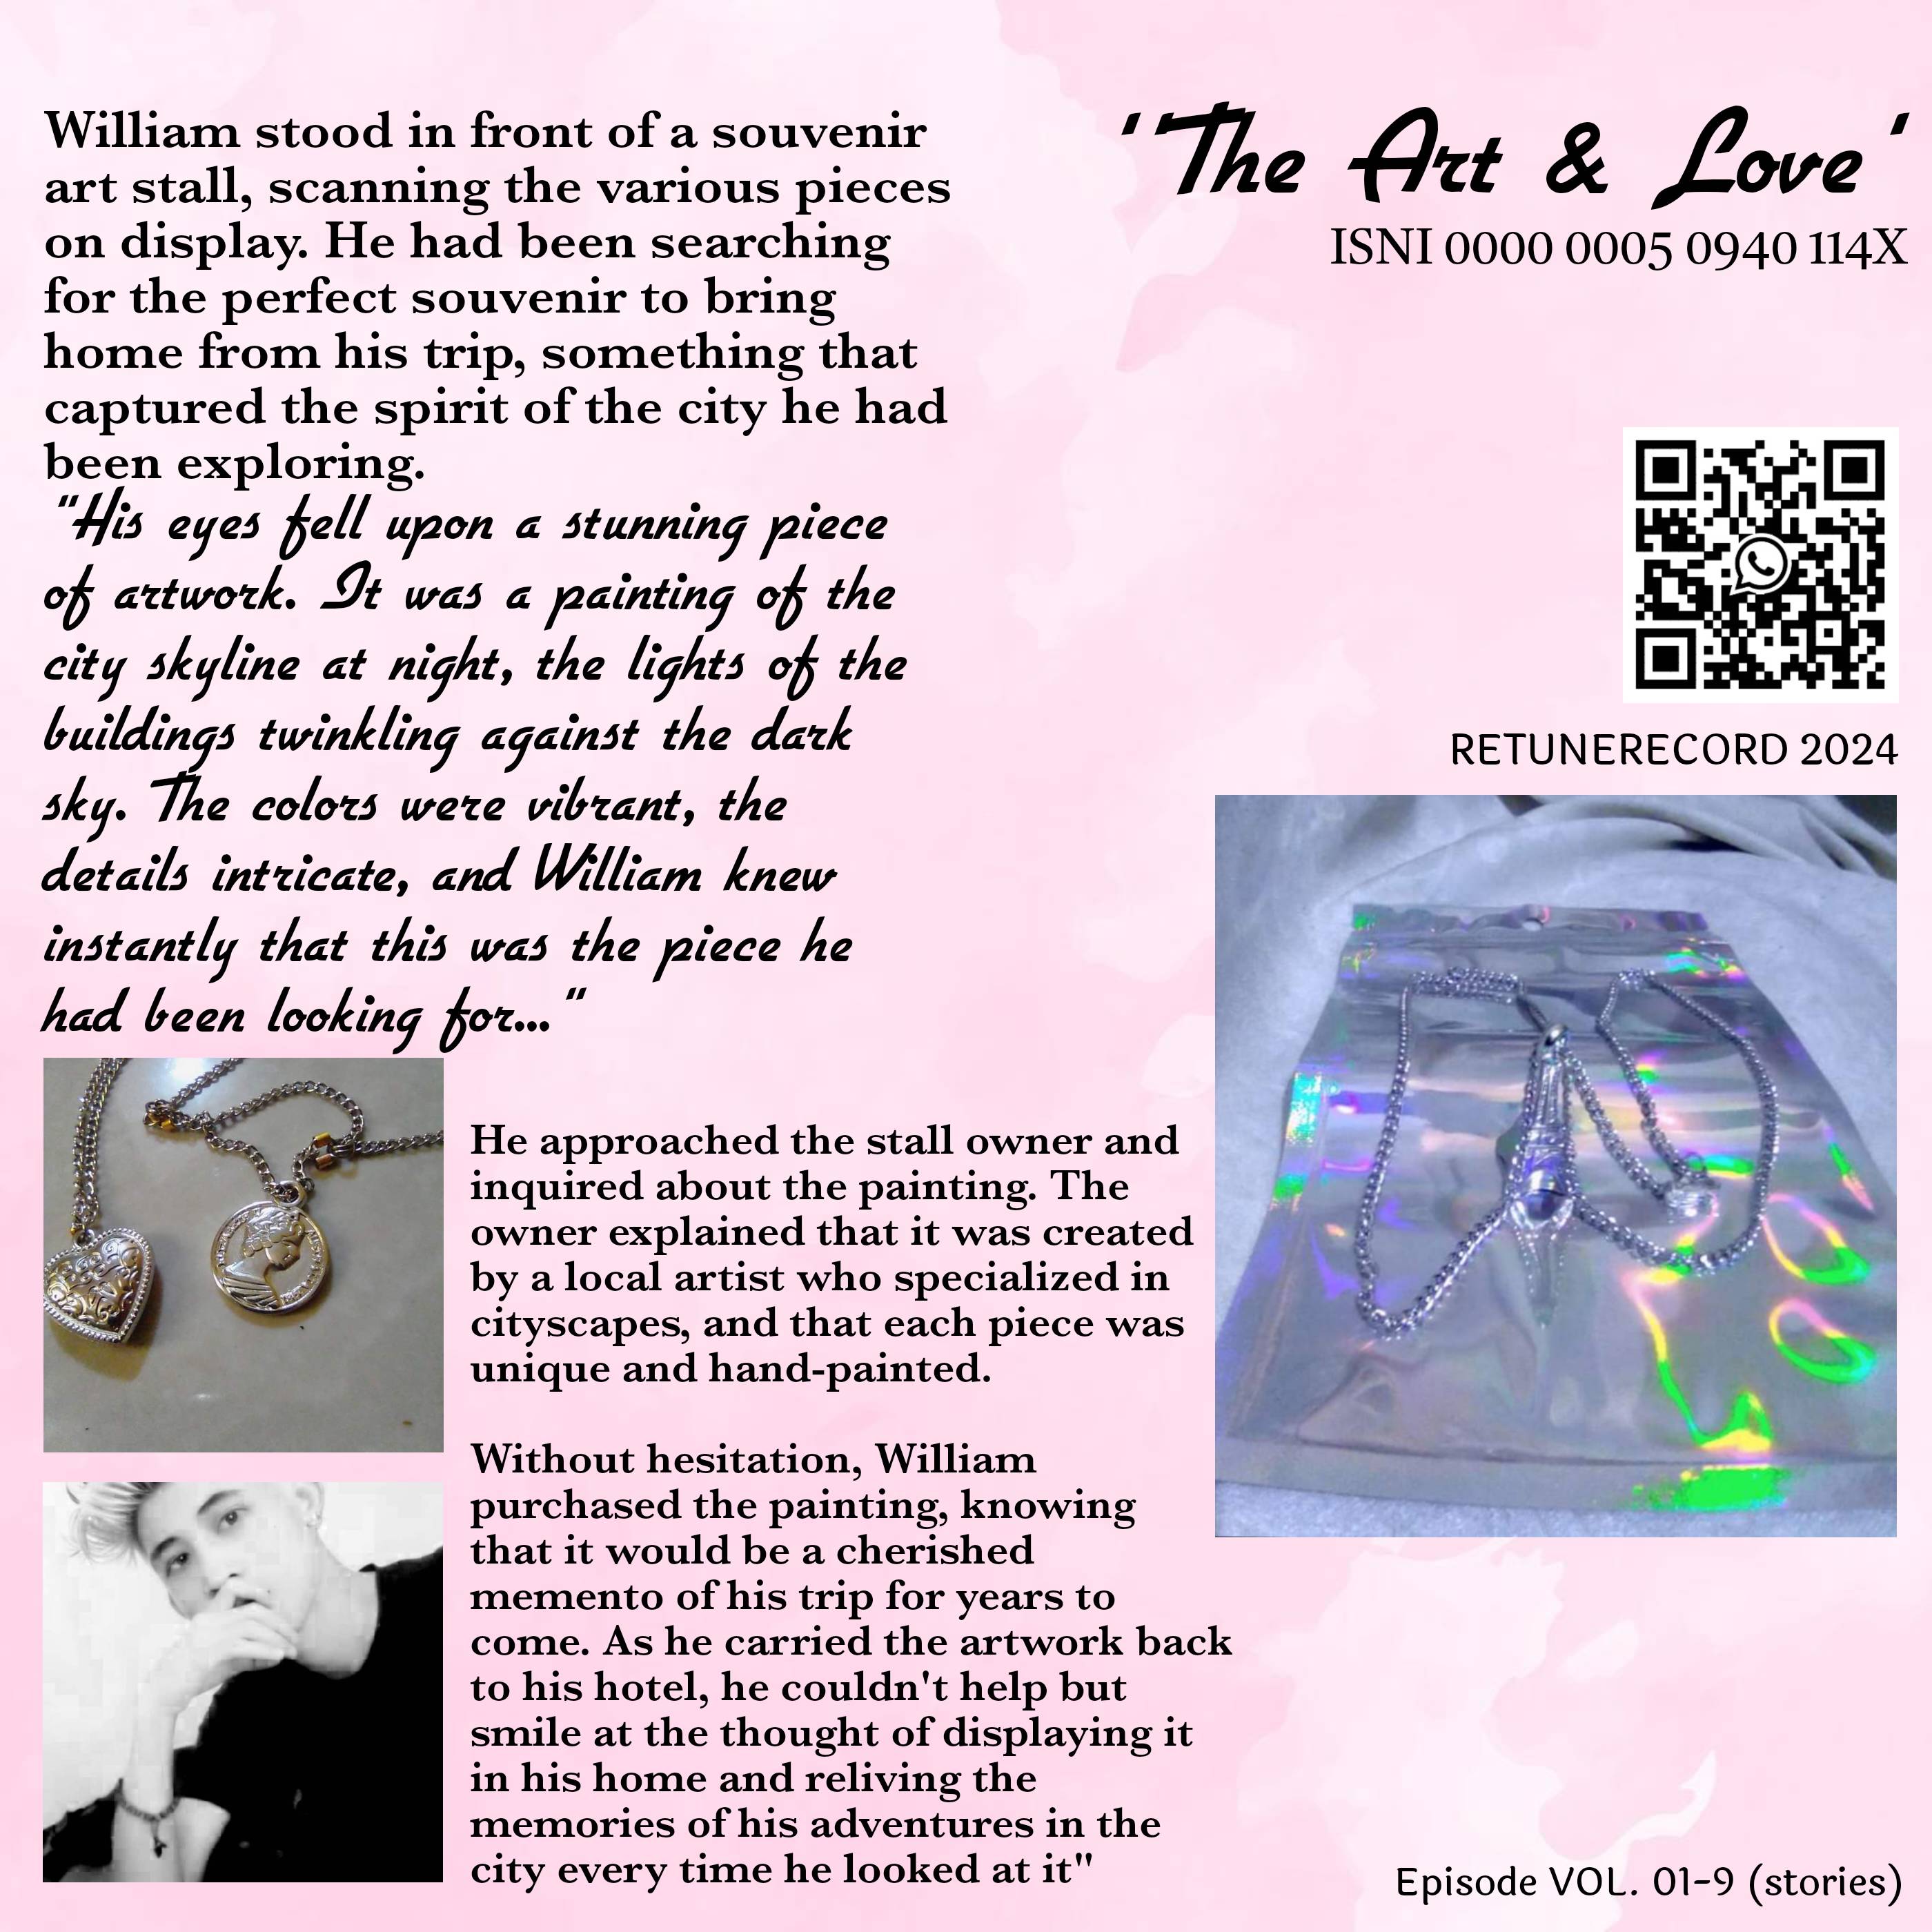 William stood in front of a souvenir
art stall, scanning the various pieces
on display. He had been searching
for the perfect souvenir to bring
home from his trip, something that
captured the spirit of the city he had
been exploring.
"His eyes fell upon a stunning piece
of artwork. It was a painting of the
city skyline at night, the lights of the
buildings twinkling against the dark
sky. The colors were vibrant, the
details intricate, and William knew
instantly that this was the piece he
had been looking for..."
He approached the stall owner and
inquired about the painting. The
owner explained that it was created
by a local artist who specialized in
cityscapes, and that each piece was
unique and hand-painted.
Without hesitation, William
purchased the painting, knowing
that it would be a cherished
memento of his trip for years to
come. As he carried the artwork back
to his hotel, he couldn't help but
smile at the thought of displaying it
in his home and reliving the
memories of his adventures in the
city every time he looked at it"
'The Art & Love'
ISNI 0000 0005 0940 114X
RETUNERECORD 2024
Episode VOL. 01-9 (stories)